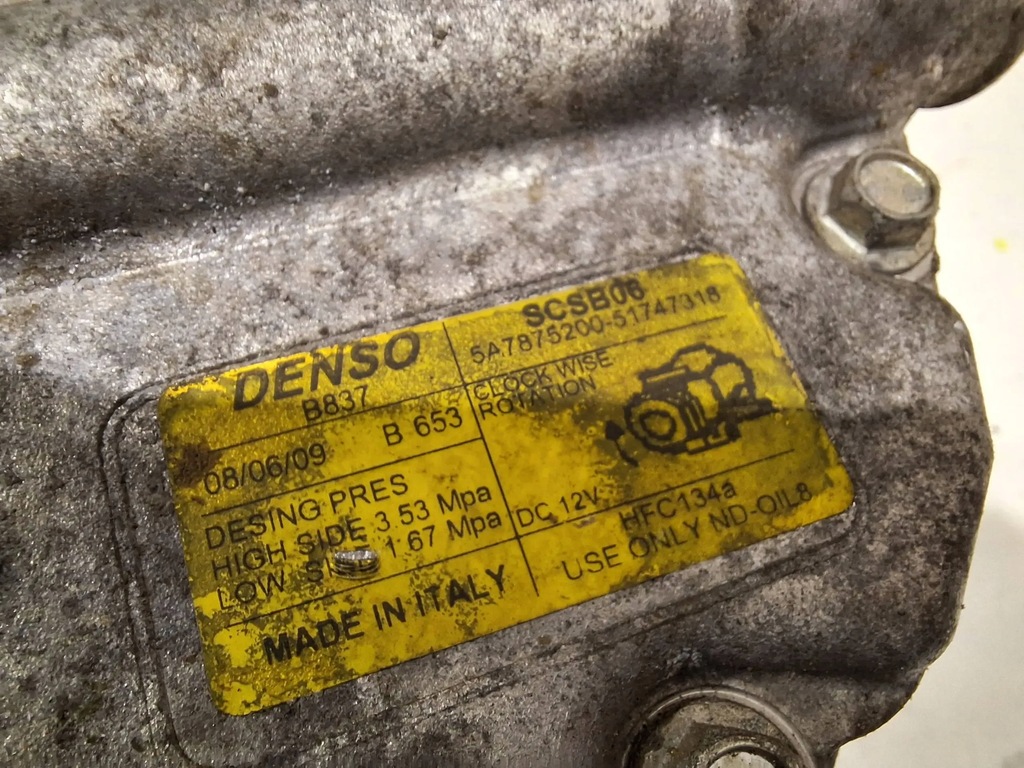 DENSO
B837
SCSB06
5A7875200-51747318
08/06/09
B 653
CLOCK WISE
ROTATION
DESING PRES
HIGH SIDE 3.53 Mpa
LOW SIDE 1.67 Mpa
DC 12V
HFC134a
USE ONLY ND-OIL8
MADE IN ITALY